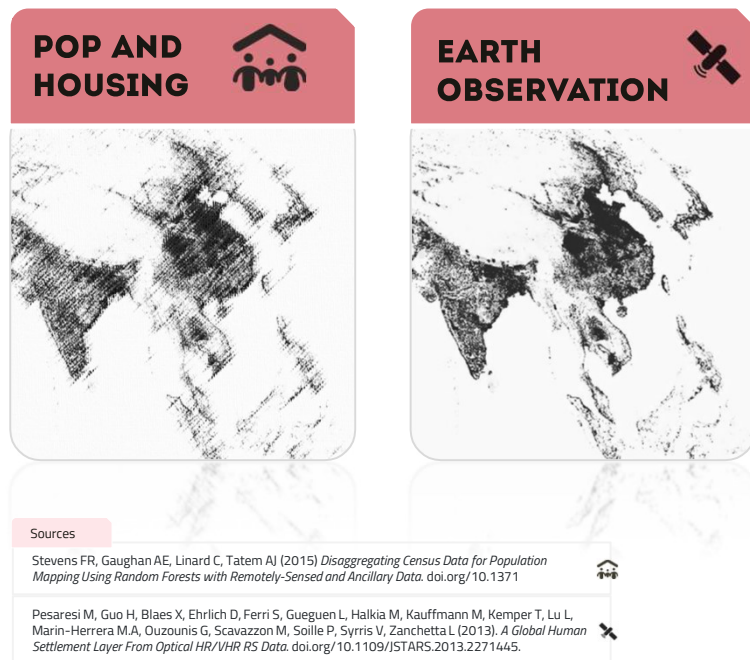 POP AND
HOUSING
EARTH
OBSERVATION
Sources
Stevens FR, Gaughan AE, Linard C, Tatem AJ (2015) Disaggregating Census Data for Population
Mapping Using Random Forests with Remotely-Sensed and Ancillary Data. doi.org/10.1371
Pesaresi M, Guo H, Blaes X, Ehrlich D, Ferri S, Gueguen L, Halkia M, Kauffmann M, Kemper T, Lu L,
Marin-Herrera M.A, Ouzounis G, Scavazzon M, Soille P, Syrris V, Zanchetta L (2013). A Global Human
Settlement Layer From Optical HR/VHR RS Data. doi.org/10.1109/JSTARS.2013.2271445.